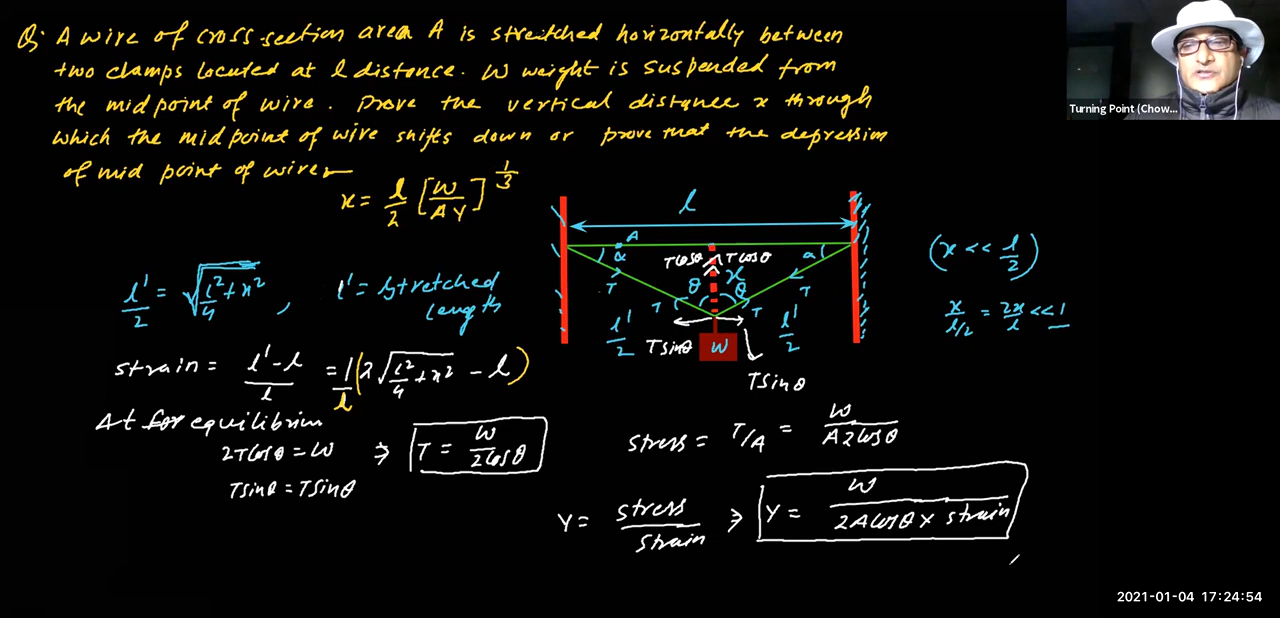 Q: A wire of cross-section area A is stretched horizontally between
two clamps located at l distance. W weight is suspended from
the midpoint of wire. Prove the vertical distance x through
which the midpoint of wire shifts down or prove that the depression
of mid point of wire
x = l/2 [W/AY]^1/3
Turning Point (Chow...
l
A
α
α
Tcosθ
Tcosθ
x
θ
θ
T
T
T
T
l'/2
l'/2
Tsinθ
W
Tsinθ
(x << l/2)
x/l/2 = 2x/l << 1
l'/2 = √l²/4 + x² , l' = stretched
length
strain = l'-l/l = 1/l (2√l²/4 + x² - l)
At for equilibrium
2Tcosθ = W ⇒ T = W/2cosθ
Tsinθ = Tsinθ
stress = T/A = W/A2cosθ
Y = stress/strain ⇒ Y = W/2Acosθ × strain
2021-01-04 17:24:54